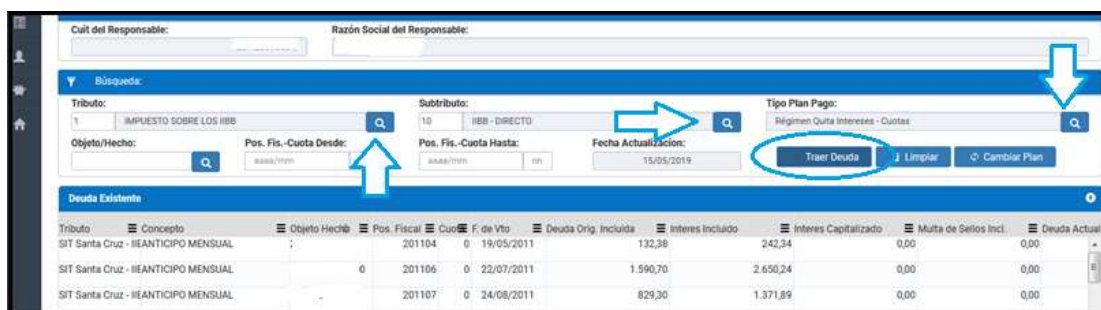 Cuit del Responsable: Razón Social del Responsable:
Búsqueda:
Tributo: Subtributo: Tipo Plan Pago:
1 IMPUESTO SOBRE LOS IIBB 10 IIBB - DIRECTO Régimen Quita Intereses - Cuotas
Objeto/Hecho: Pos. Fis.-Cuota Desde: Pos. Fis.-Cuota Hasta: Fecha Actualización:
aaaa/mm aaaa/mm nn 15/05/2019 Traer Deuda Limpiar Cambiar Plan
Deuda Existente
Tributo Concepto Objeto Hecho Pos. Fiscal F. de Vto Deuda Orig. Incluida Interes Incluido Interes Capitalizado Multa de Sellos Incl. Deuda Actual
SIT Santa Cruz - IIEANTICIPO MENSUAL 201104 0 19/05/2011 132,38 242,34 0,00 0,00
SIT Santa Cruz - IIEANTICIPO MENSUAL 0 201106 0 22/07/2011 1.590,70 2.650,24 0,00 0,00
SIT Santa Cruz - IIEANTICIPO MENSUAL 201107 0 24/08/2011 829,30 1.371,89 0,00 0,00